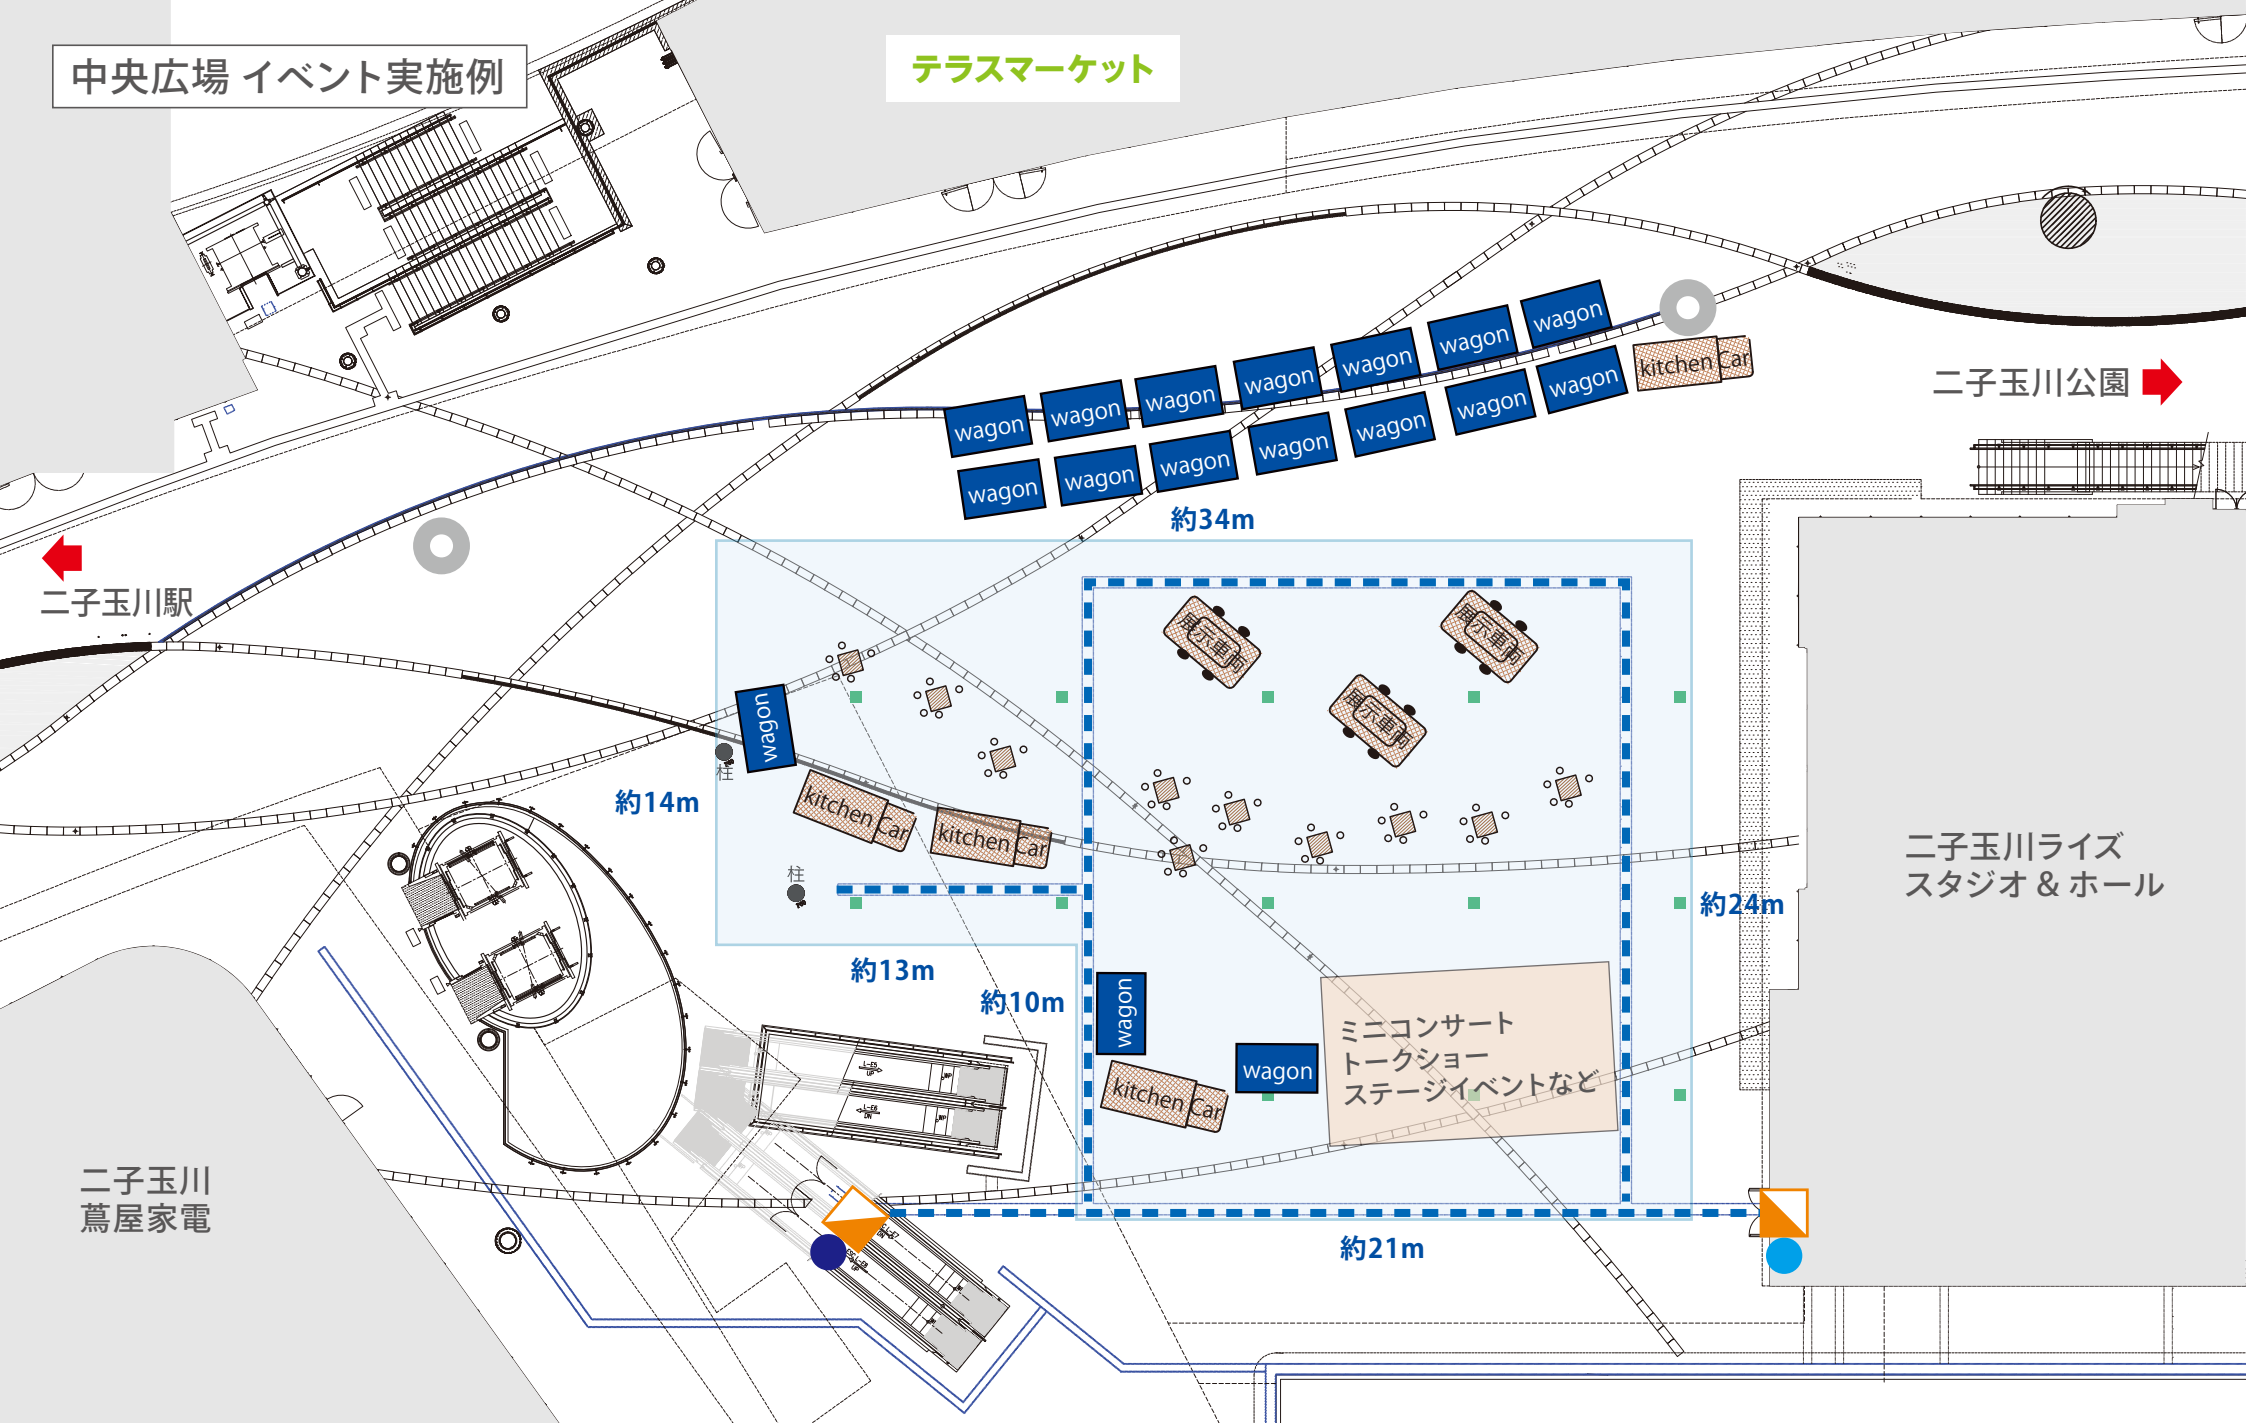 中央広場 イベント実施例
テラスマーケット
wagon
wagon
wagon
wagon
wagon
wagon
wagon
wagon
wagon
wagon
wagon
wagon
wagon
wagon
kitchen Car
二子玉川公園
約34m
二子玉川駅
展示車両
展示車両
展示車両
wagon
柱
約14m
kitchen Car
kitchen Car
柱
二子玉川ライズ
スタジオ & ホール
約24m
約13m
約10m
wagon
ミニコンサート
トークショー
ステージイベントなど
wagon
kitchen Car
L-E5
UP
L-E6
DN
二子玉川
蔦屋家電
約21m